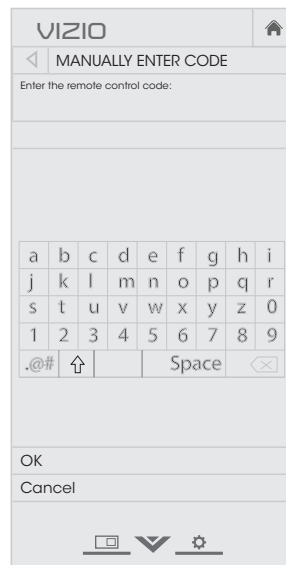 VIZIO
MANUALLY ENTER CODE
Enter the remote control code:
a b c d e f g h i
j k l m n o p q r
s t u v w x y z 0
1 2 3 4 5 6 7 8 9
.@# Space
OK
Cancel